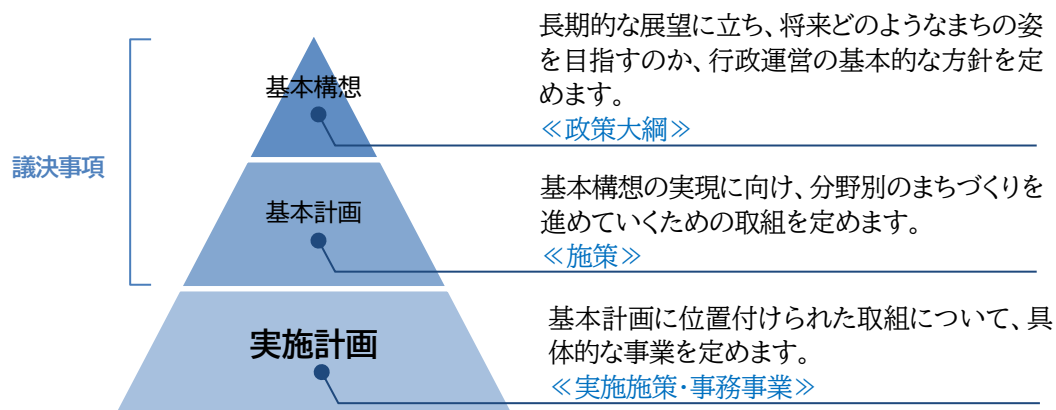 長期的な展望に立ち、将来どのようなまちの姿
を目指すのか、行政運営の基本的な方針を定
めます。
≪政策大綱≫
基本構想
議決事項
基本構想の実現に向け、分野別のまちづくりを
進めていくための取組を定めます。
≪施策≫
基本計画
基本計画に位置付けられた取組について、具
体的な事業を定めます。
≪実施施策・事務事業≫
実施計画